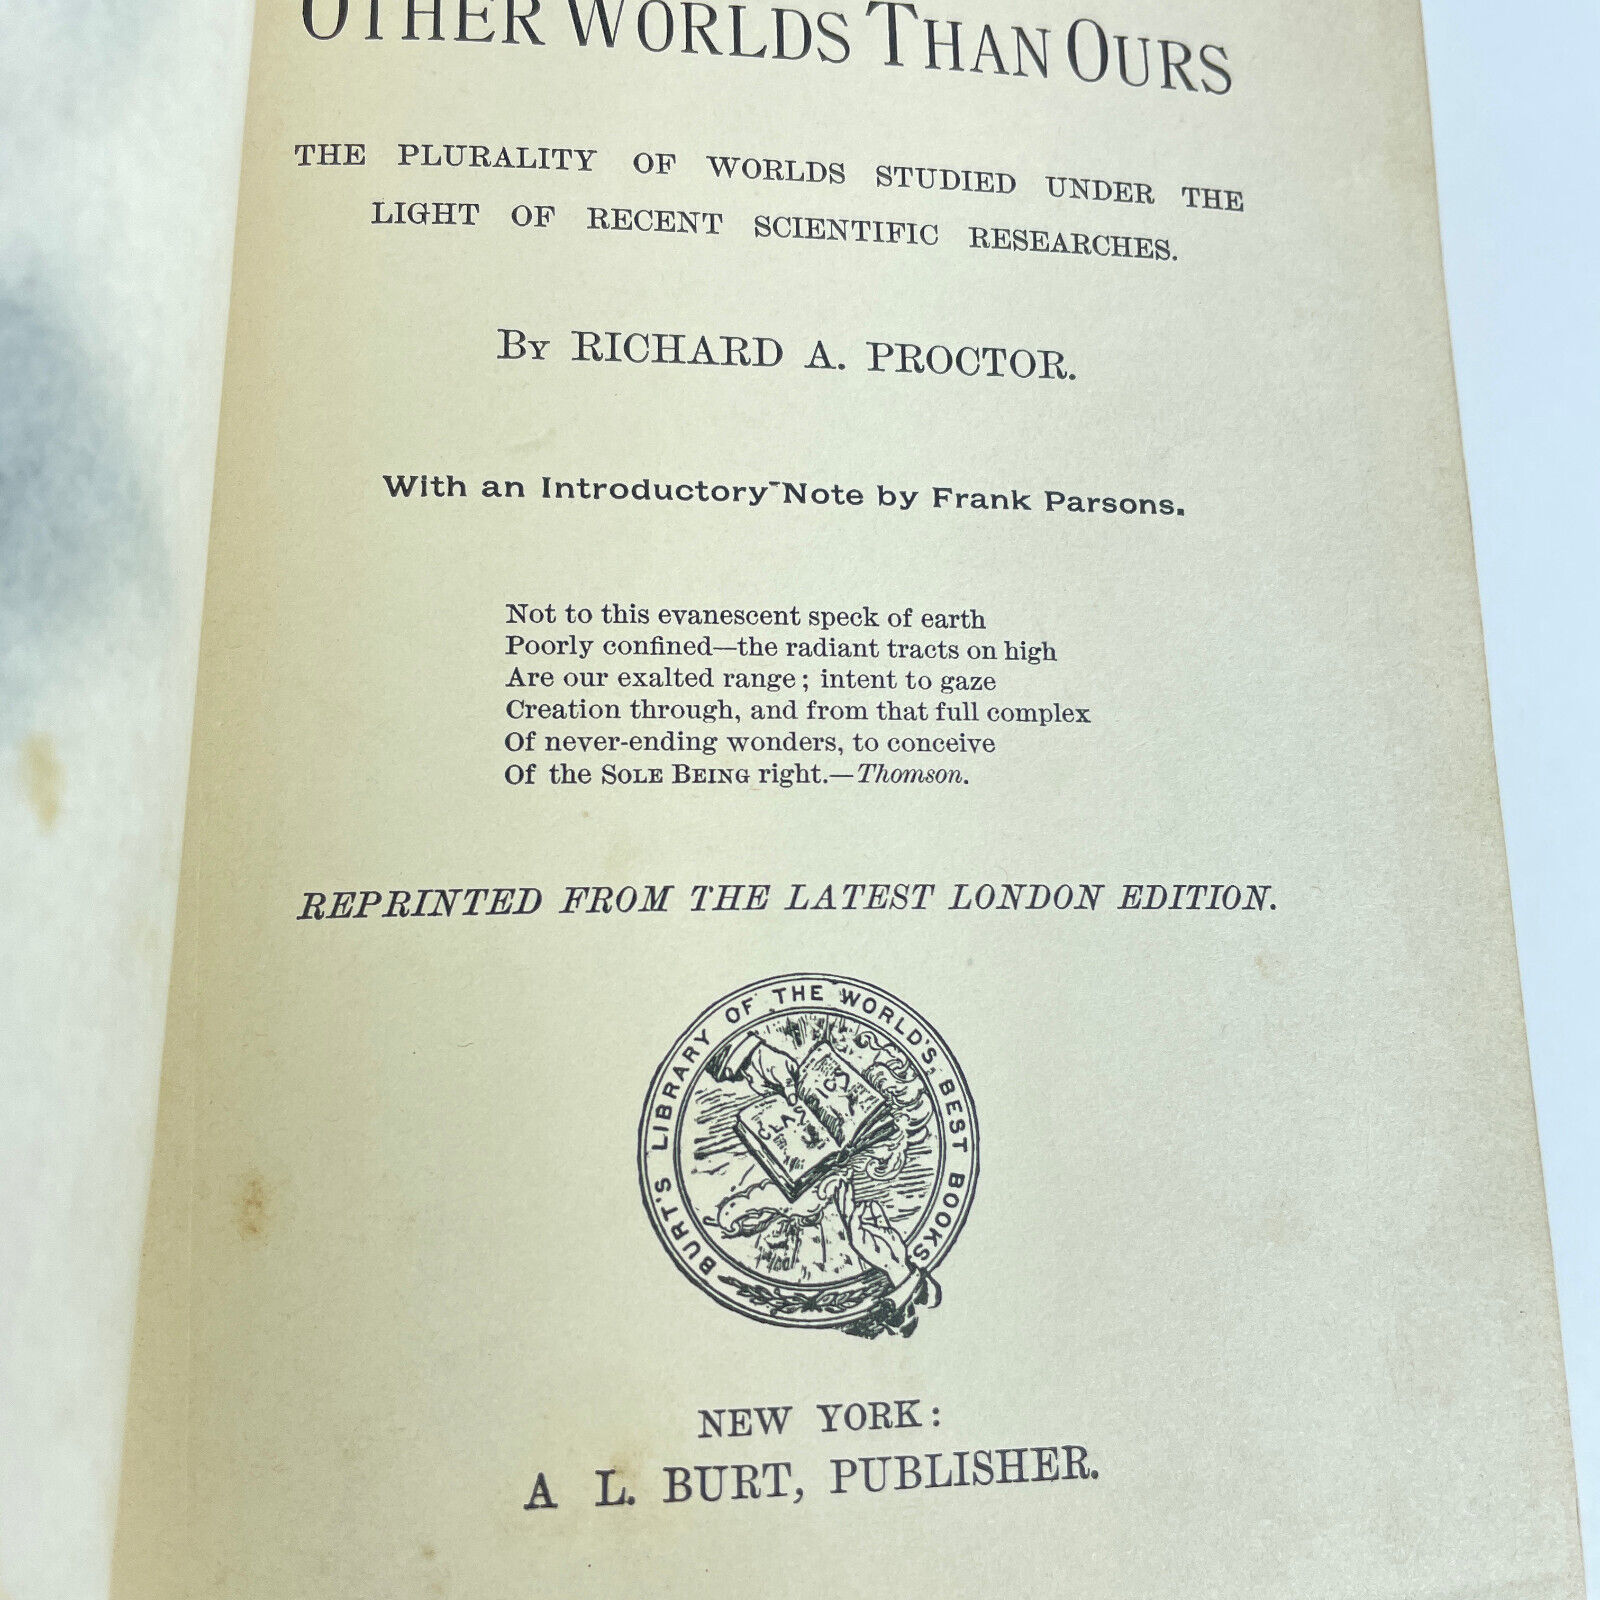 OTHER WORLDS THAN OURS
THE PLURALITY OF WORLDS STUDIED UNDER THE
LIGHT OF RECENT SCIENTIFIC RESEARCHES.
BY RICHARD A. PROCTOR.
With an Introductory Note by Frank Parsons.
Not to this evanescent speck of earth
Poorly confined—the radiant tracts on high
Are our exalted range; intent to gaze
Creation through, and from that full complex
Of never-ending wonders, to conceive
Of the SOLE BEING right.—Thomson.
REPRINTED FROM THE LATEST LONDON EDITION.
BURT'S LIBRARY OF THE WORLD'S BEST BOOKS
NEW YORK:
A L. BURT, PUBLISHER.